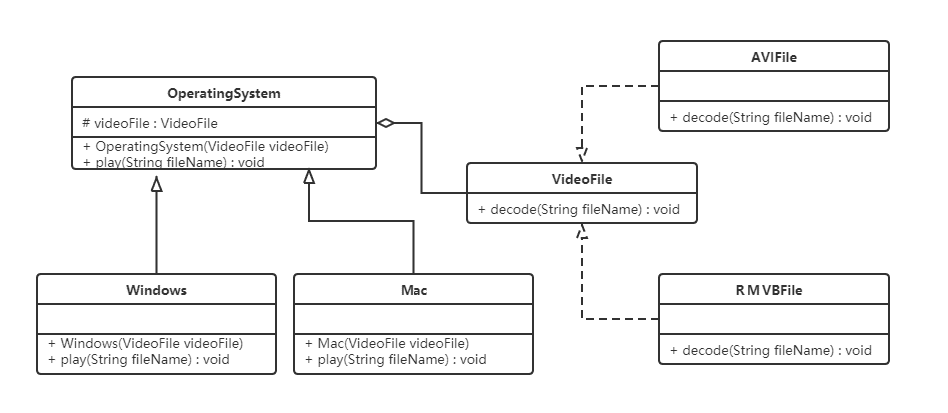 OperatingSystem
# videoFile : VideoFile
+ OperatingSystem(VideoFile videoFile)
+ play(String fileName) : void
AVIFile
+ decode(String fileName) : void
VideoFile
+ decode(String fileName) : void
Windows
+ Windows(VideoFile videoFile)
+ play(String fileName) : void
Mac
+ Mac(VideoFile videoFile)
+ play(String fileName) : void
RMVBFile
+ decode(String fileName) : void